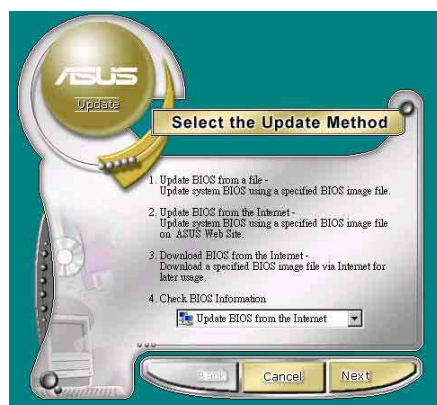 ASUS
Update
Select the Update Method
1. Update BIOS from a file -
Update system BIOS using a specified BIOS image file.
2. Update BIOS from the Internet -
Update system BIOS using a specified BIOS image file
on ASUS Web Site.
3. Download BIOS from the Internet -
Download a specified BIOS image file via Internet for
later usage.
4. Check BIOS Information
Update BIOS from the Internet
Back Cancel Next